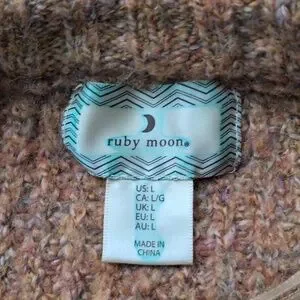 ruby moon®
US: L
CA: L/G
UK: L
EU: L
AU: L
MADE IN
CHINA